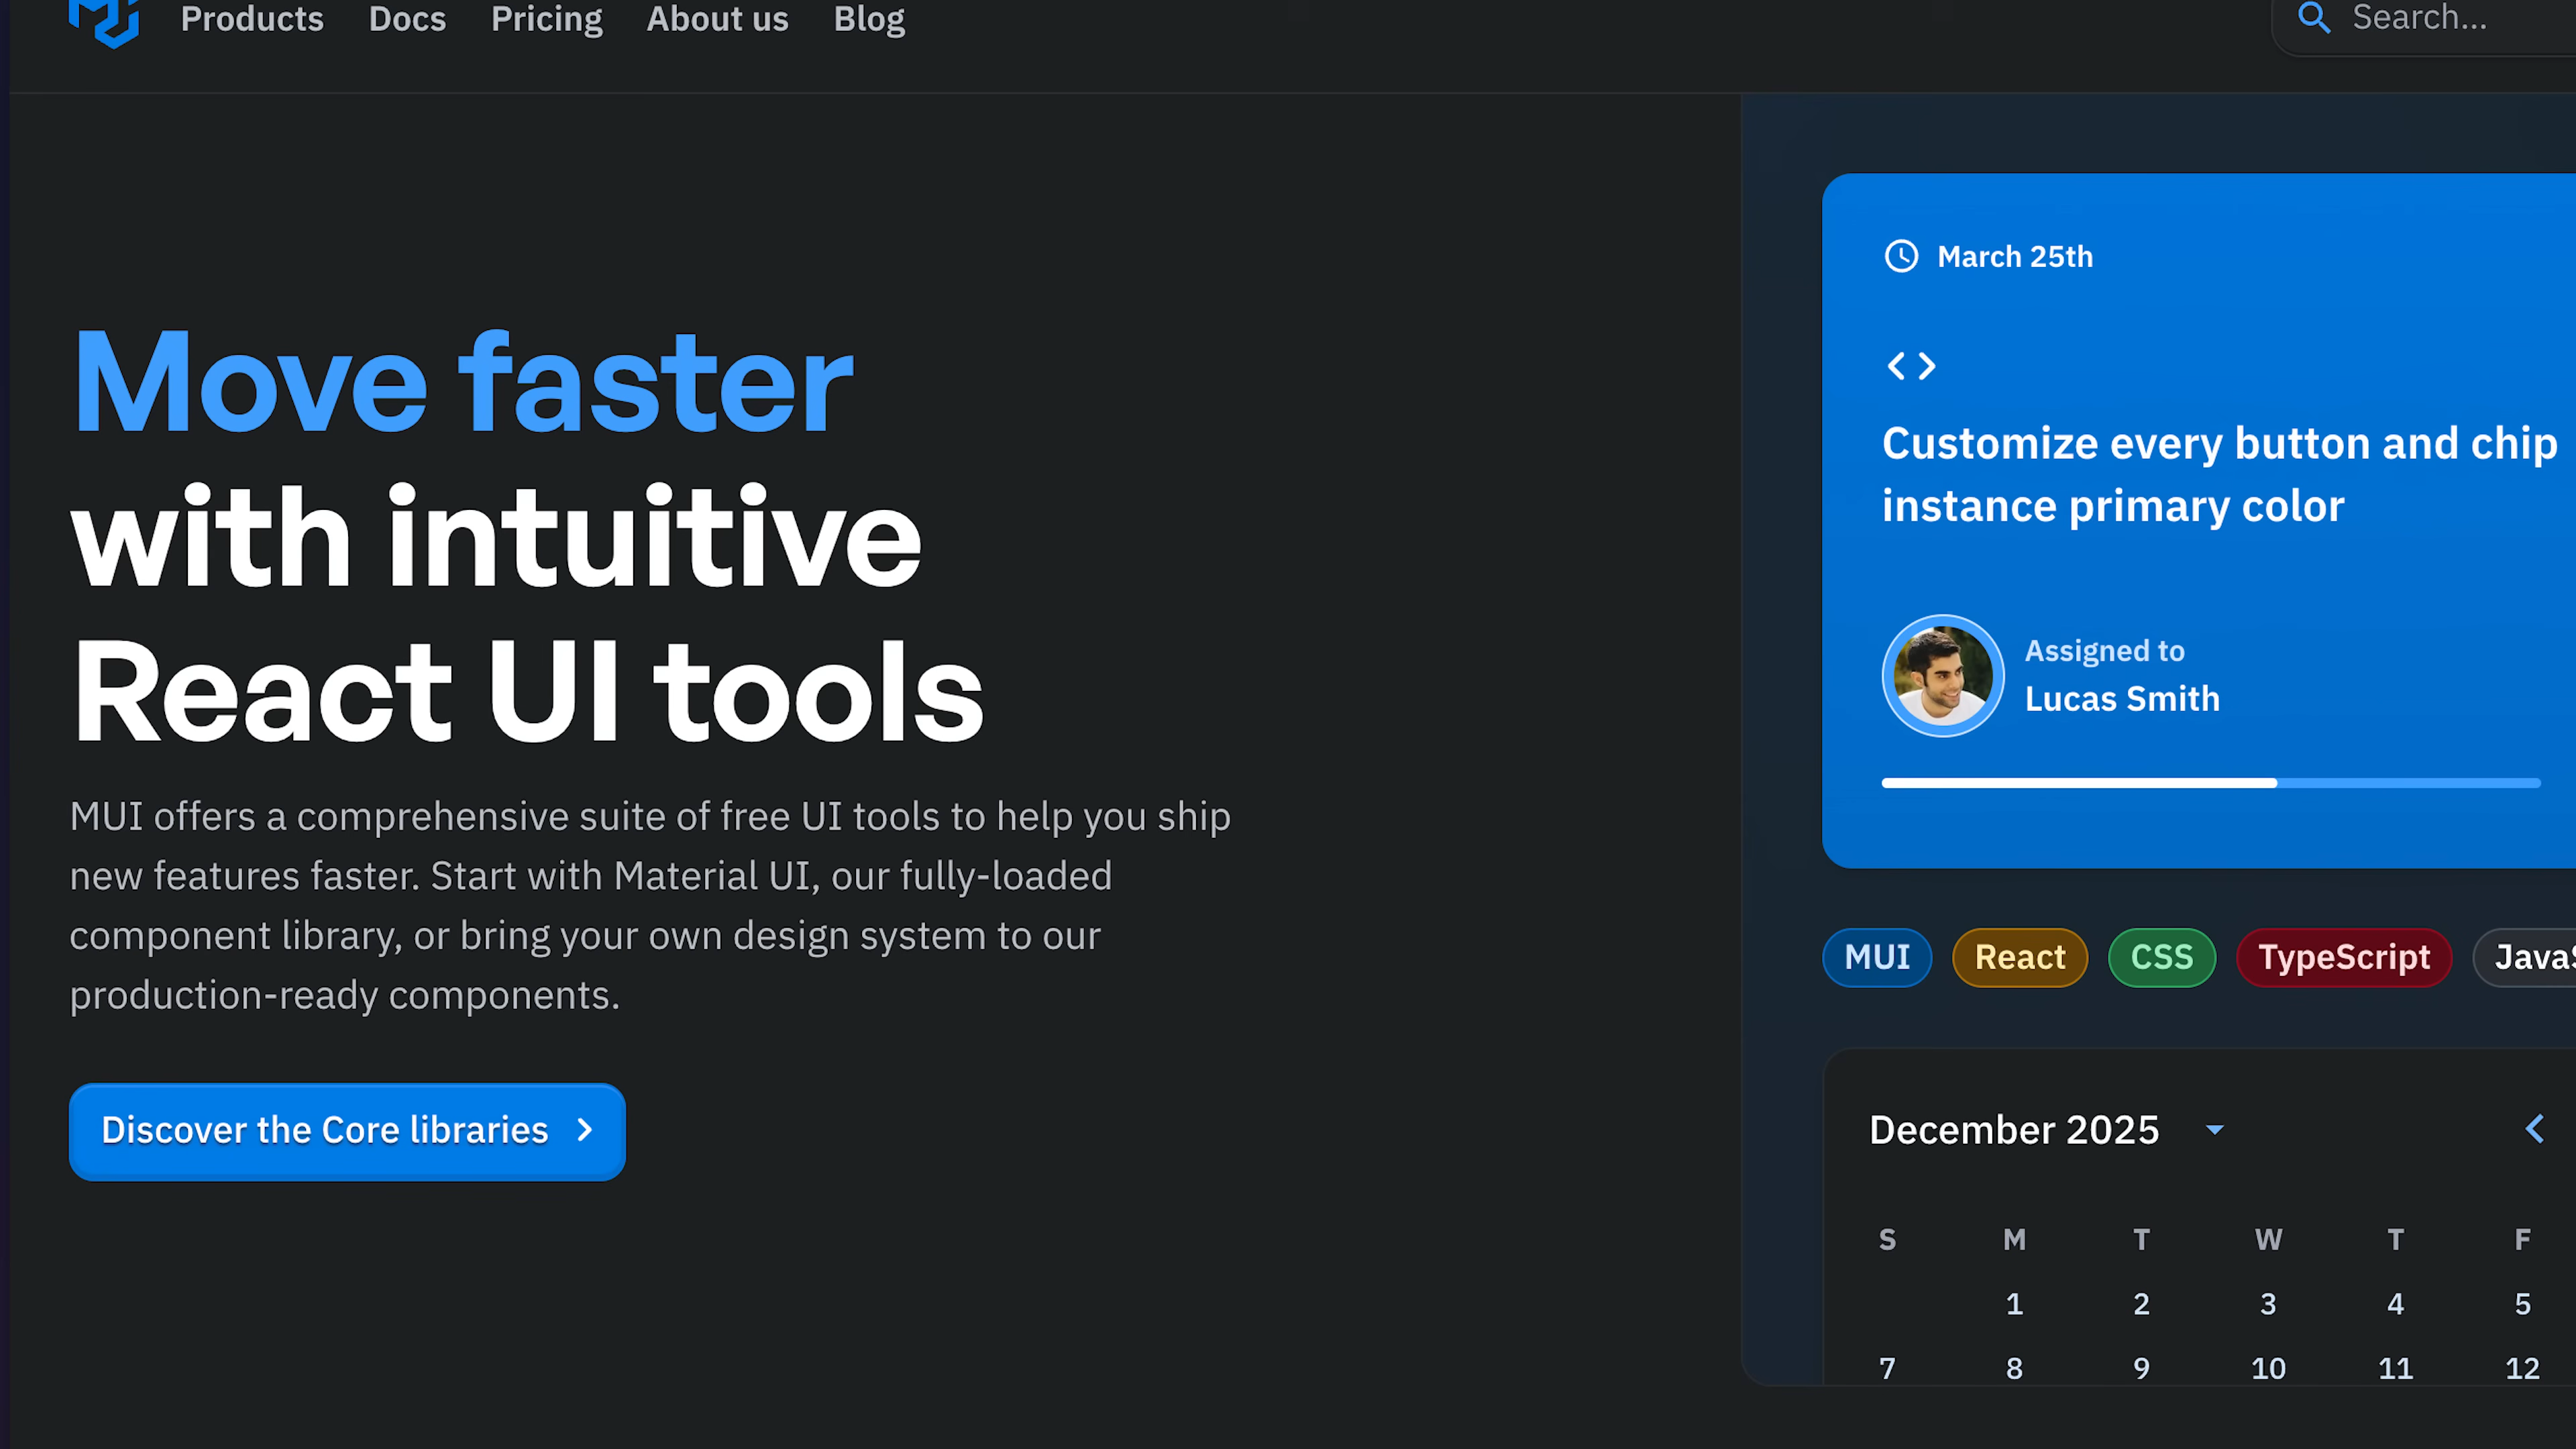 Products Docs Pricing About us Blog
Search...
Move faster
with intuitive
React UI tools
MUI offers a comprehensive suite of free UI tools to help you ship
new features faster. Start with Material UI, our fully-loaded
component library, or bring your own design system to our
production-ready components.
Discover the Core libraries
March 25th
Customize every button and chip
instance primary color
Assigned to
Lucas Smith
MUI React CSS TypeScript JavaS
December 2025
S M T W T F
1 2 3 4 5
7 8 9 10 11 12